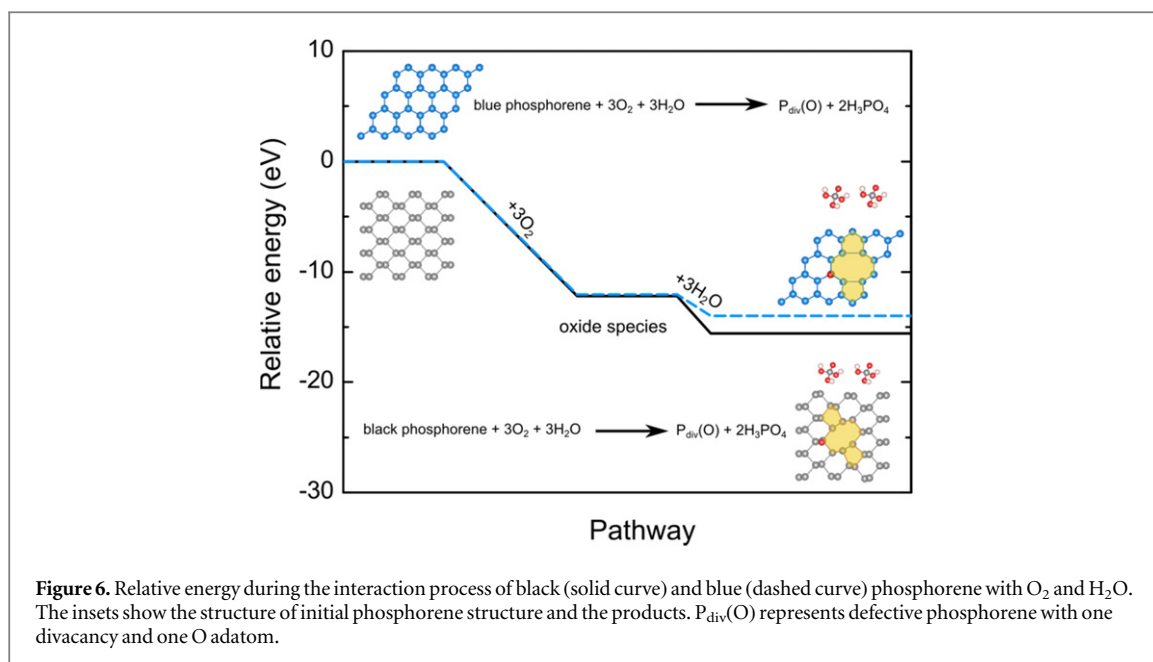 10
0
-10
-20
-30
Relative energy (eV)
blue phosphorene + 3O₂ + 3H₂O ⟶ P_div(O) + 2H₃PO₄
+3O₂
+3H₂O
oxide species
black phosphorene + 3O₂ + 3H₂O ⟶ P_div(O) + 2H₃PO₄
Pathway
Figure 6. Relative energy during the interaction process of black (solid curve) and blue (dashed curve) phosphorene with O₂ and H₂O.
The insets show the structure of initial phosphorene structure and the products. P_div(O) represents defective phosphorene with one
divacancy and one O adatom.